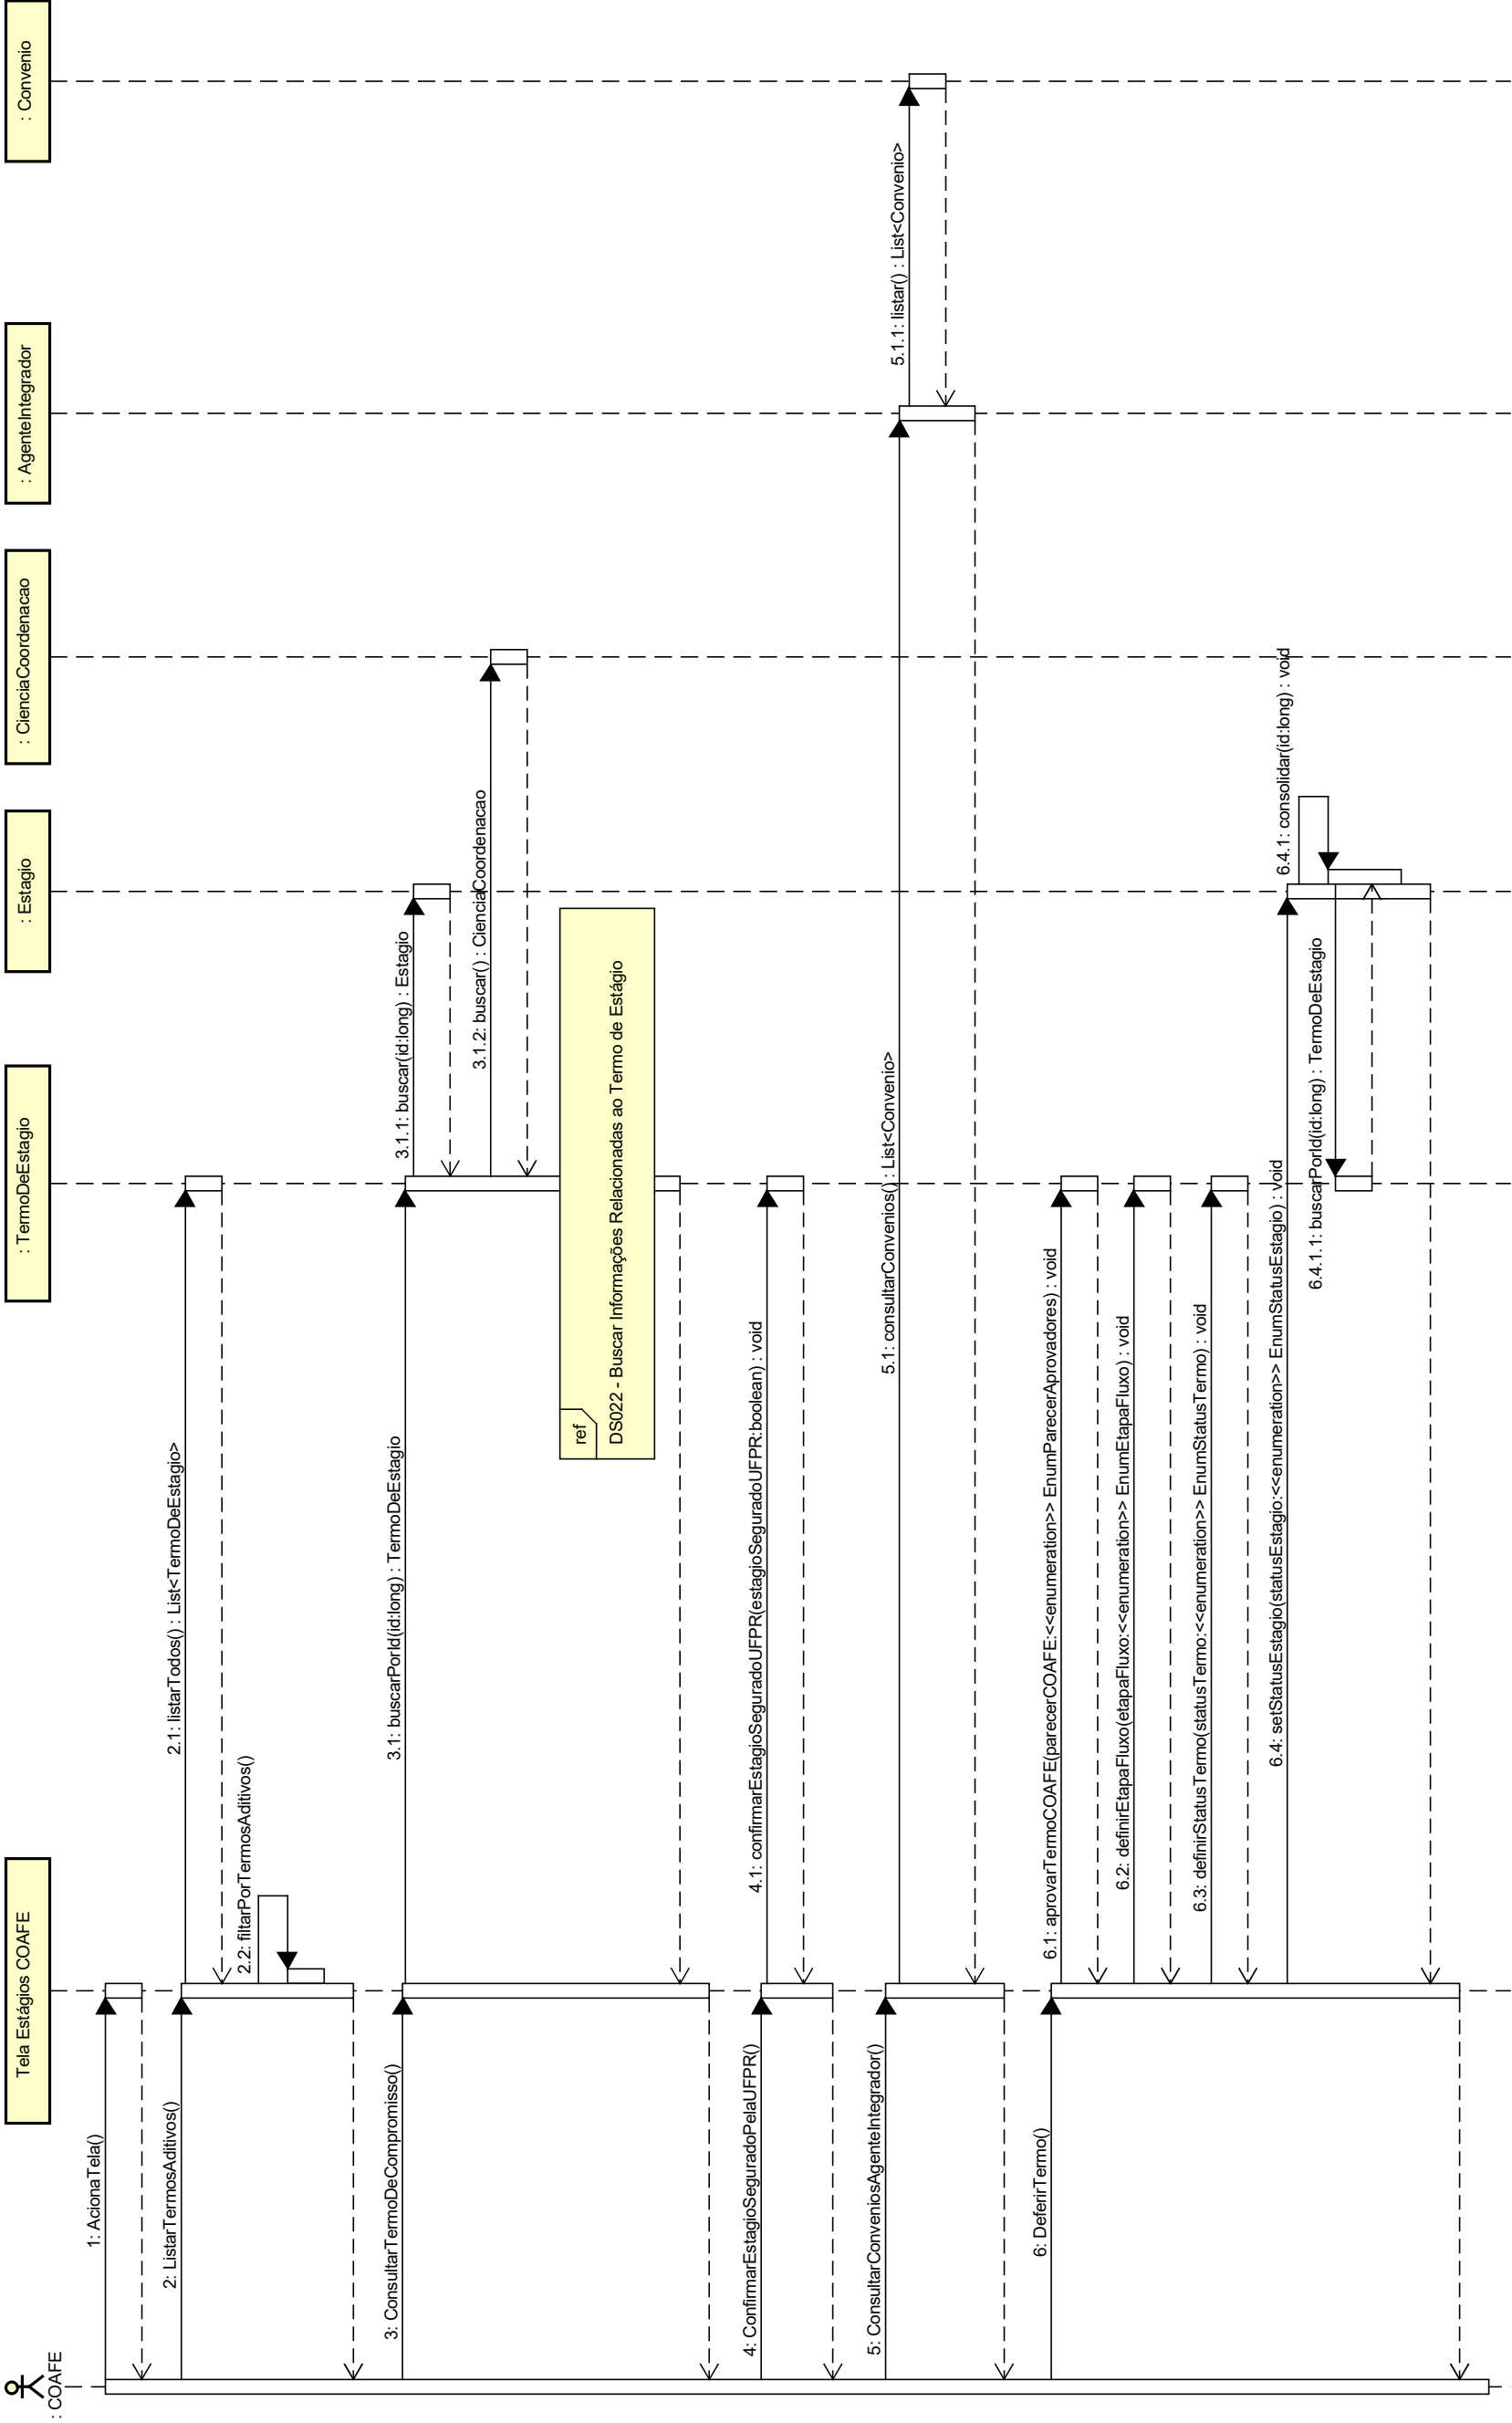 : COAFE
Tela Estágios COAFE
: TermoDeEstagio
: Estagio
: CienciaCoordenacao
: AgenteIntegrador
: Convenio
1: AcionaTela()
2: ListarTermosAditivos()
2.1: listarTodos() : List<TermoDeEstagio>
2.2: filtarPorTermosAditivos()
3: ConsultarTermoDeCompromisso()
3.1: buscarPorId(id:long) : TermoDeEstagio
3.1.1: buscar(id:long) : Estagio
3.1.2: buscar() : CienciaCoordenacao
ref
DS022 - Buscar Informações Relacionadas ao Termo de Estágio
4: ConfirmarEstagioSeguradoPelaUFPR()
4.1: confirmarEstagioSeguradoUFPR(estagioSeguradoUFPR:boolean) : void
5: ConsultarConveniosAgenteIntegrador()
5.1: consultarConvenios() : List<Convenio>
5.1.1: listar() : List<Convenio>
6: DeferirTermo()
6.1: aprovarTermoCOAFE(parecerCOAFE:<<enumeration>> EnumParecerAprovadores) : void
6.2: definirEtapaFluxo(etapaFluxo:<<enumeration>> EnumEtapaFluxo) : void
6.3: definirStatusTermo(statusTermo:<<enumeration>> EnumStatusTermo) : void
6.4: setStatusEstagio(statusEstagio:<<enumeration>> EnumStatusEstagio) : void
6.4.1: consolidar(id:long) : void
6.4.1.1: buscarPorId(id:long) : TermoDeEstagio